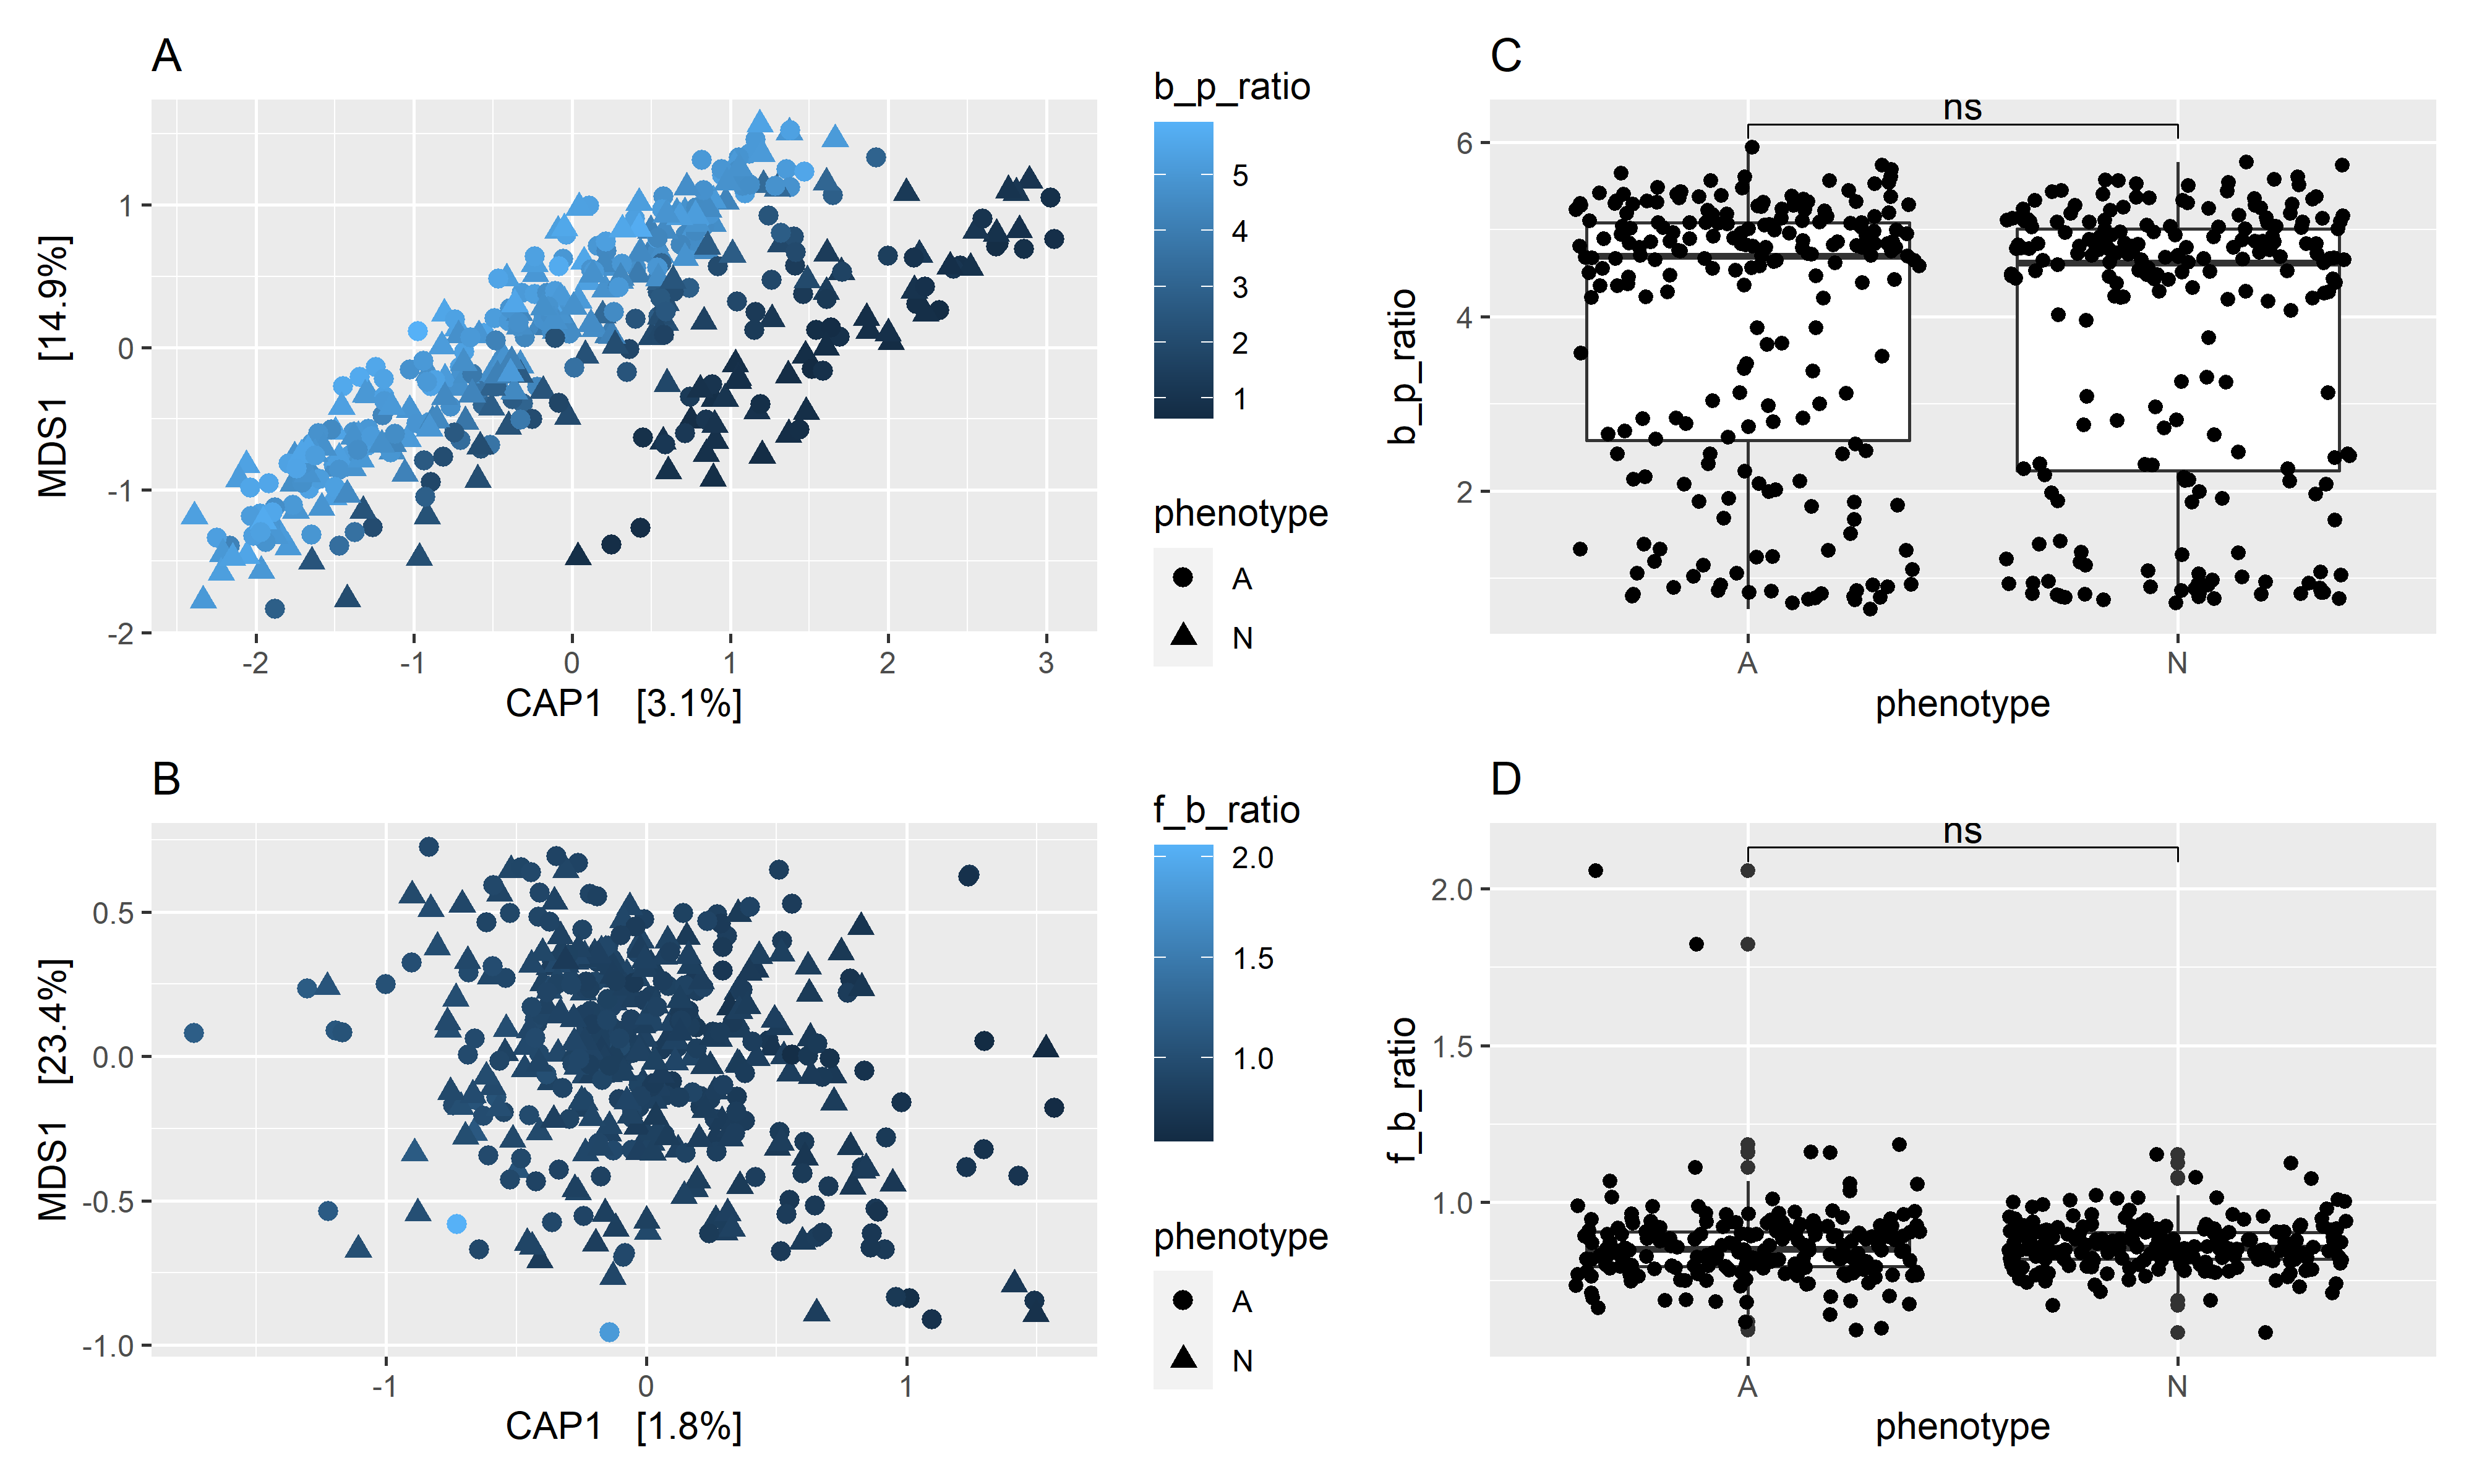 A
b_p_ratio
5
4
3
2
1
phenotype
A
N
MDS1 [14.9%]
1
0
-1
-2
-2 -1 0 1 2 3
CAP1 [3.1%]
C
ns
b_p_ratio
6
4
2
A N
phenotype
B
f_b_ratio
2.0
1.5
1.0
phenotype
A
N
MDS1 [23.4%]
0.5
0.0
-0.5
-1.0
-1 0 1
CAP1 [1.8%]
D
ns
f_b_ratio
2.0
1.5
1.0
A N
phenotype